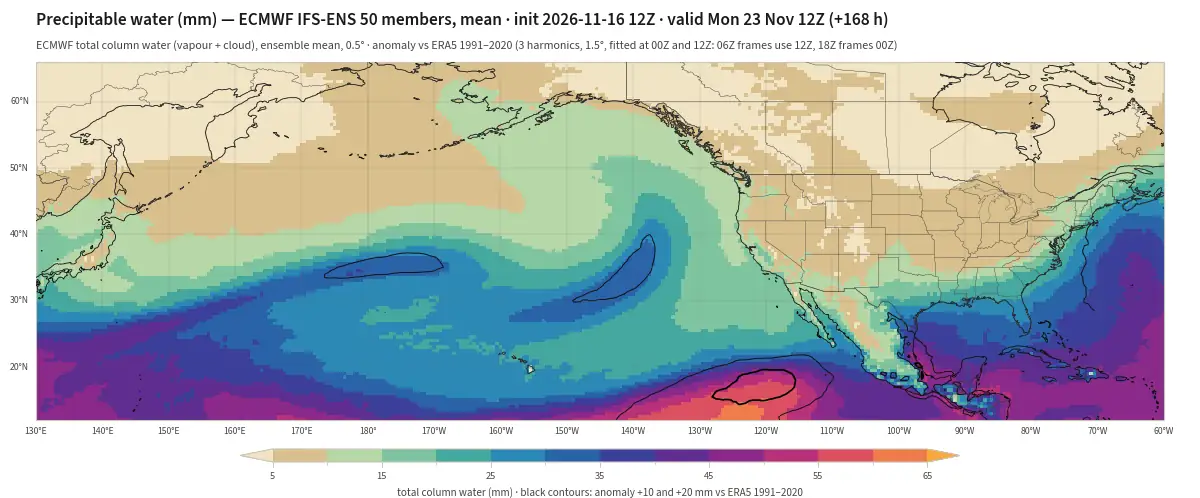 Precipitable water (mm) — ECMWF IFS-ENS 50 members, mean · init 2026-11-16 12Z · valid Mon 23 Nov 12Z (+168 h)
ECMWF total column water (vapour + cloud), ensemble mean, 0.5° · anomaly vs ERA5 1991–2020 (3 harmonics, 1.5°, fitted at 00Z and 12Z: 06Z frames use 12Z, 18Z frames 00Z)
60°N
50°N
40°N
30°N
20°N
130°E 140°E 150°E 160°E 170°E 180° 170°W 160°W 150°W 140°W 130°W 120°W 110°W 100°W 90°W 80°W 70°W 60°W
5 15 25 35 45 55 65
total column water (mm) · black contours: anomaly +10 and +20 mm vs ERA5 1991–2020